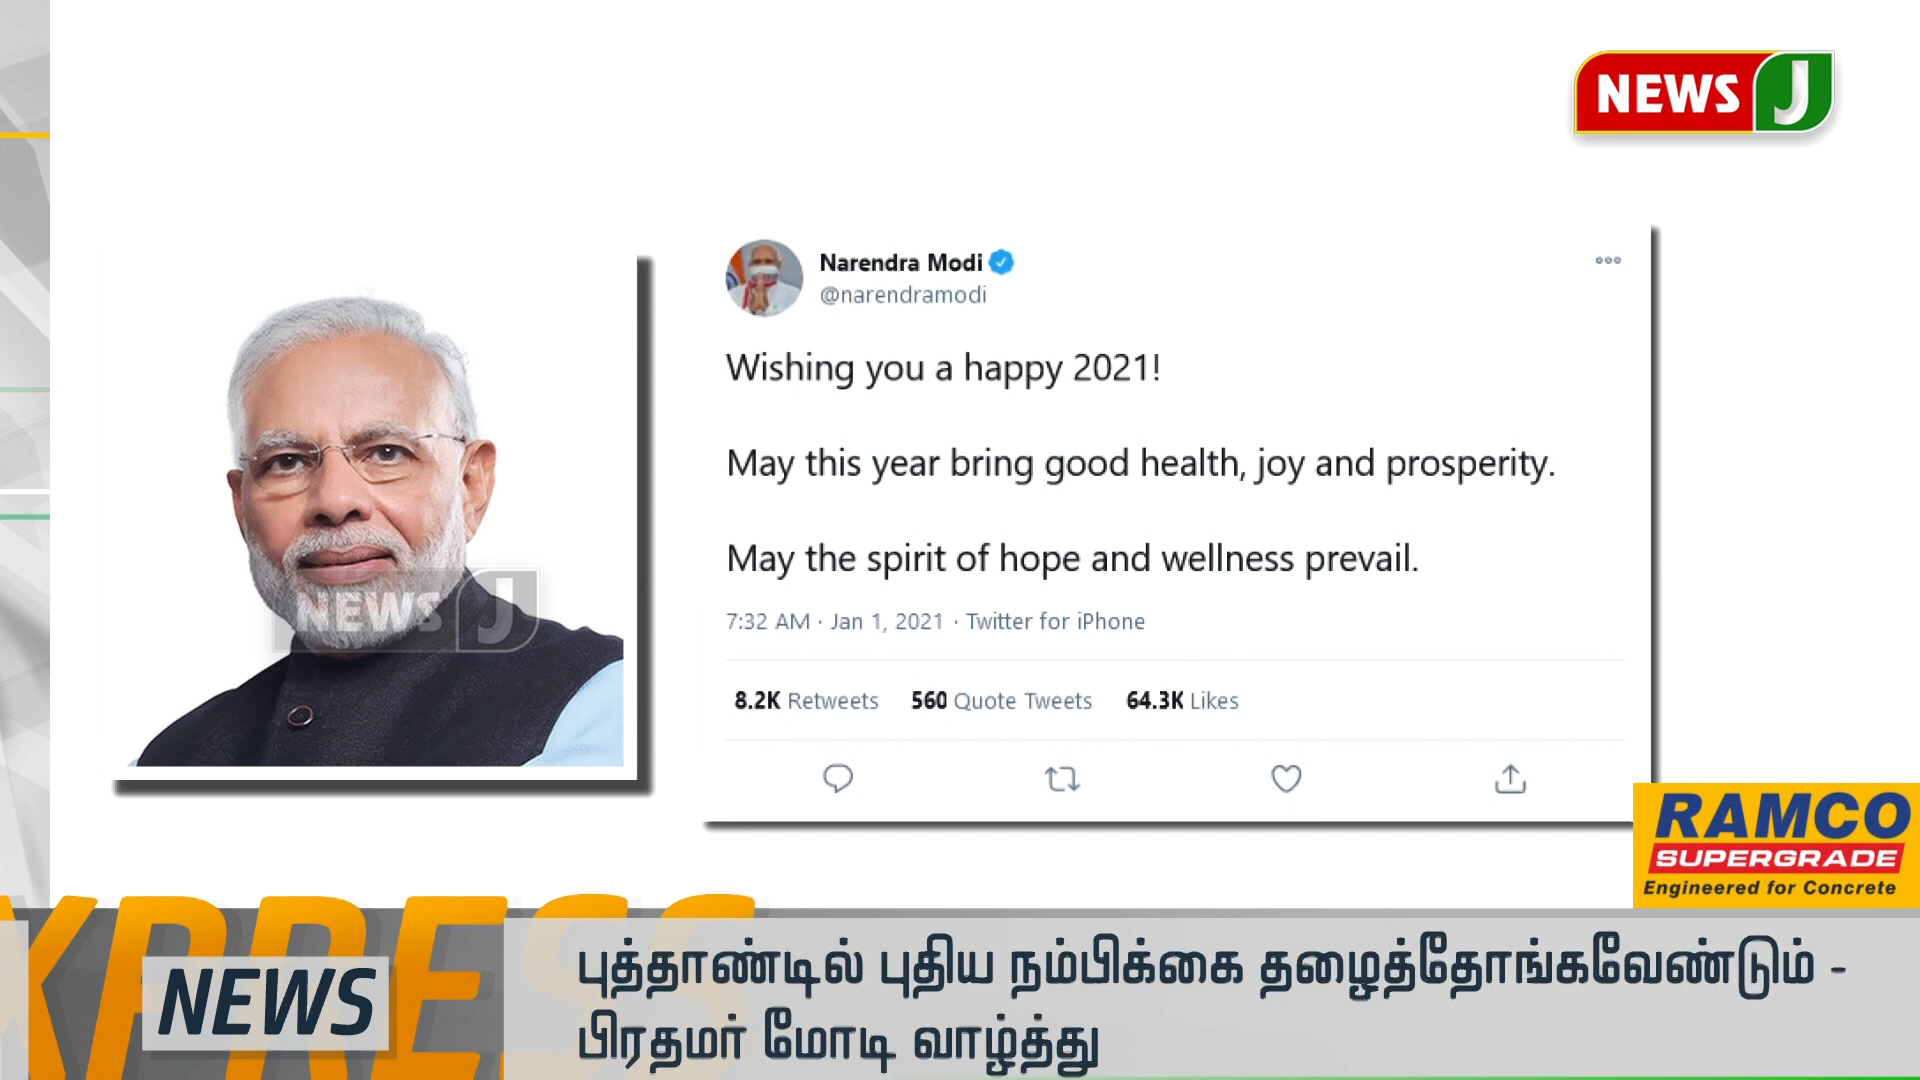 NEWS J
Narendra Modi
@narendramodi
Wishing you a happy 2021!
May this year bring good health, joy and prosperity.
May the spirit of hope and wellness prevail.
7:32 AM · Jan 1, 2021 · Twitter for iPhone
8.2K Retweets 560 Quote Tweets 64.3K Likes
NEWS J
RAMCO
SUPERGRADE
Engineered for Concrete
XPRESS
NEWS
புத்தாண்டில் புதிய நம்பிக்கை தழைத்தோங்கவேண்டும் -
பிரதமர் மோடி வாழ்த்து